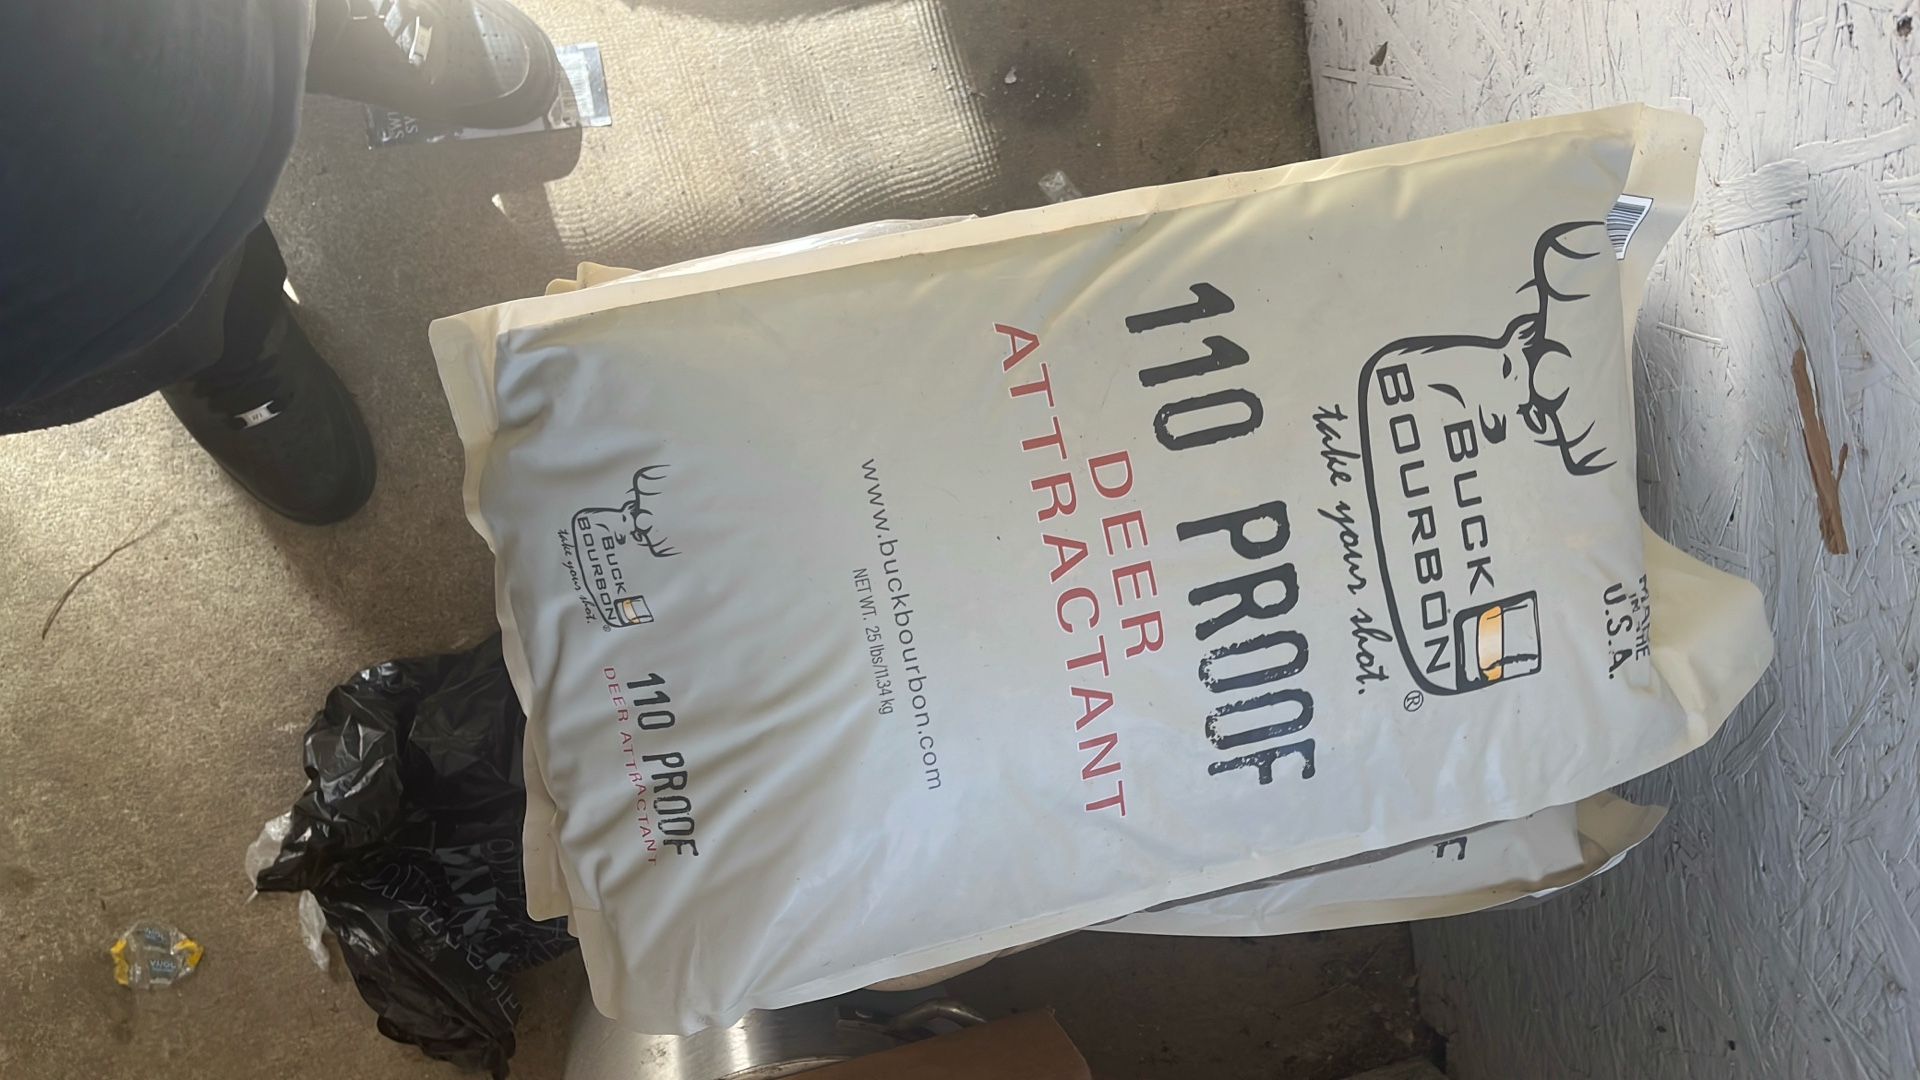 MADE
IN THE
U.S.A.
BUCK
BOURBON
®
take your shot.
110 PROOF
DEER
ATTRACTANT
www.buckbourbon.com
NET WT. 25 lbs/11.34 kg
BUCK
BOURBON
®
take your shot.
110 PROOF
DEER ATTRACTANT
F